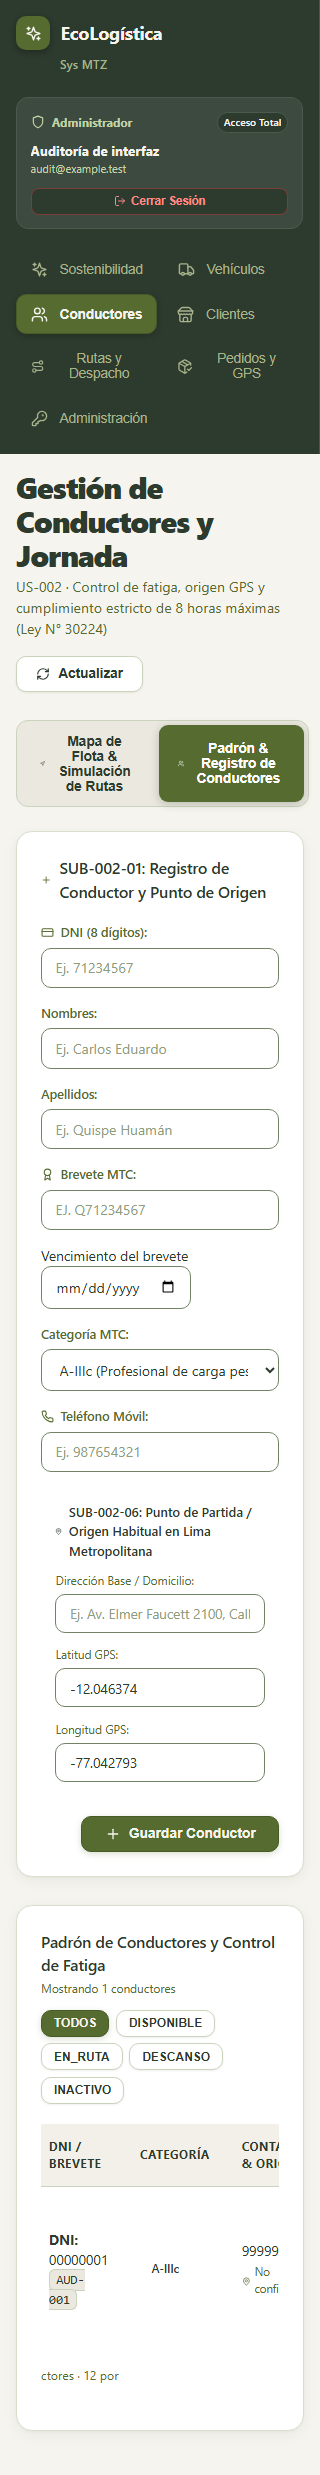 EcoLogística
Sys MTZ
Administrador
Acceso Total
Auditoría de interfaz
audit@example.test
Cerrar Sesión
Sostenibilidad
Vehículos
Conductores
Clientes
Rutas y
Despacho
Pedidos y
GPS
Administración
Gestión de
Conductores y
Jornada
US-002 · Control de fatiga, origen GPS y
cumplimiento estricto de 8 horas máximas
(Ley N° 30224)
Actualizar
Mapa de
Flota &
Simulación
de Rutas
Padrón &
Registro de
Conductores
SUB-002-01: Registro de
Conductor y Punto de Origen
DNI (8 dígitos):
Ej. 71234567
Nombres:
Ej. Carlos Eduardo
Apellidos:
Ej. Quispe Huamán
Brevete MTC:
EJ. Q71234567
Vencimiento del brevete
mm/dd/yyyy
Categoría MTC:
A-IIIc (Profesional de carga pes
Teléfono Móvil:
Ej. 987654321
SUB-002-06: Punto de Partida /
Origen Habitual en Lima
Metropolitana
Dirección Base / Domicilio:
Ej. Av. Elmer Faucett 2100, Call
Latitud GPS:
-12.046374
Longitud GPS:
-77.042793
Guardar Conductor
Padrón de Conductores y Control
de Fatiga
Mostrando 1 conductores
TODOS
DISPONIBLE
EN_RUTA
DESCANSO
INACTIVO
DNI /
BREVETE
CATEGORÍA
CONTA
& ORI
DNI:
00000001
AUD-
001
A-IIIc
99999
No
confi
ctores · 12 por